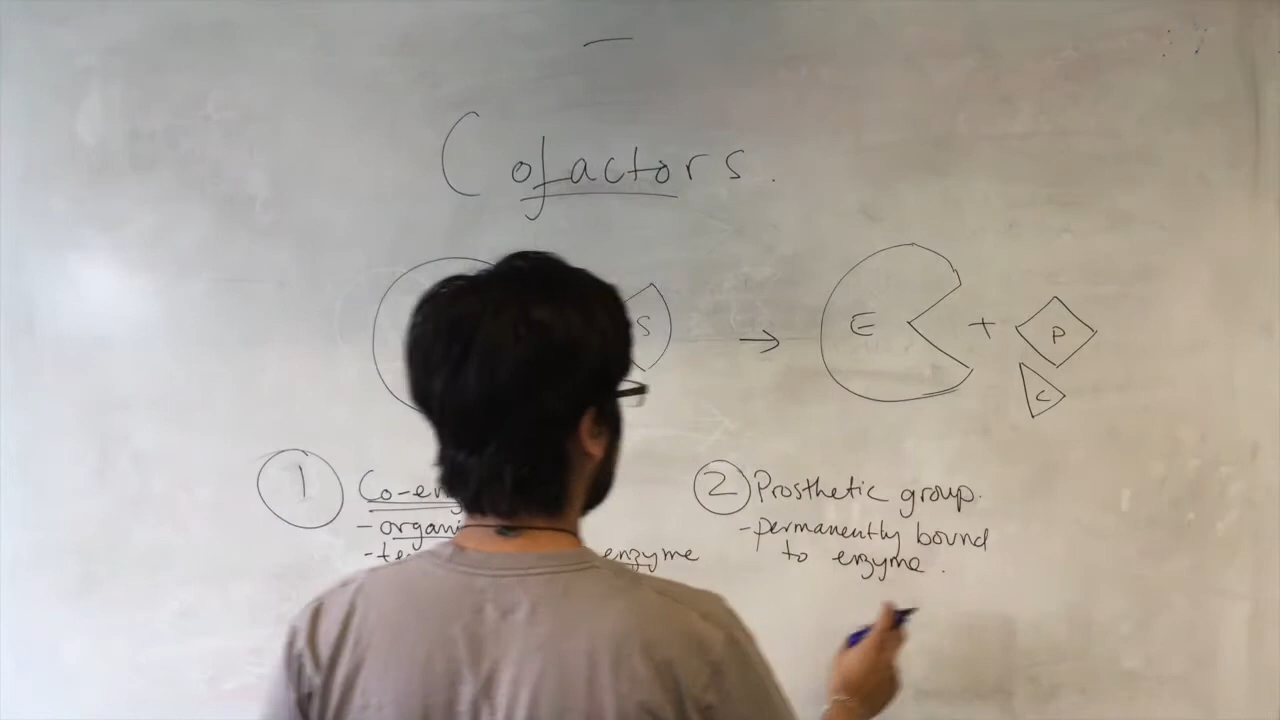 Cofactors.
S → E + P
C
1 2 Prosthetic group.
- -permanently bound
- enzyme to enzyme.